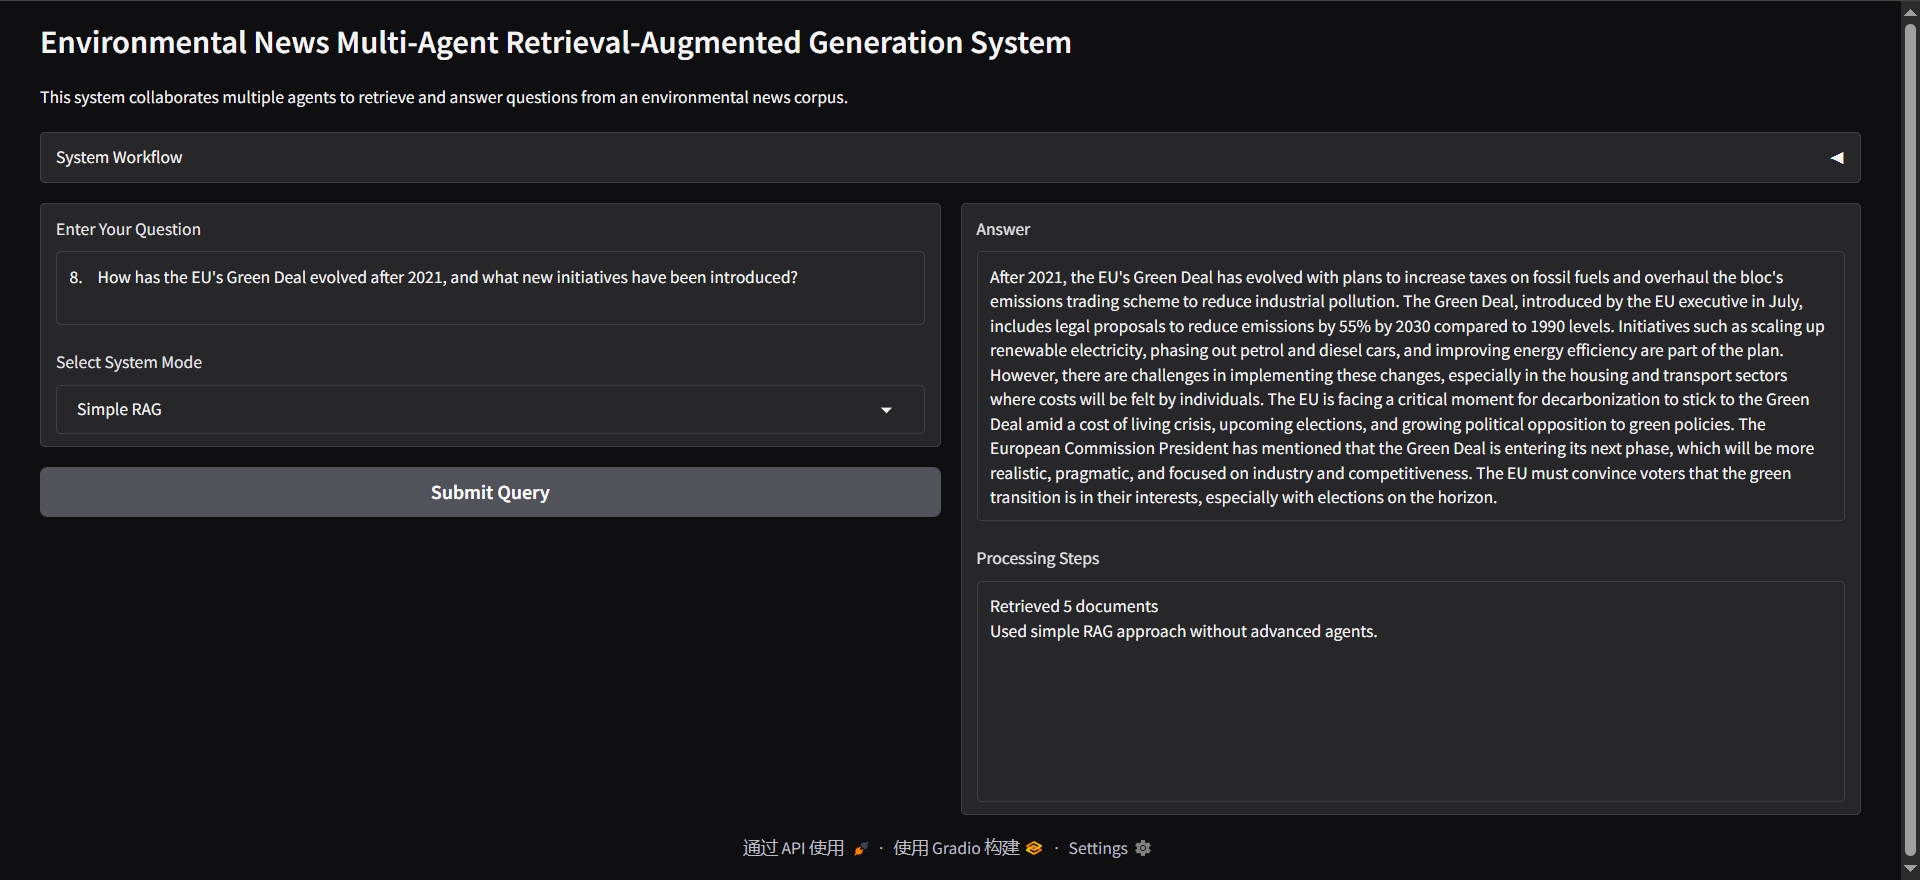 Environmental News Multi-Agent Retrieval-Augmented Generation System
This system collaborates multiple agents to retrieve and answer questions from an environmental news corpus.
System Workflow
Enter Your Question
8. How has the EU's Green Deal evolved after 2021, and what new initiatives have been introduced?
Select System Mode
Simple RAG
Submit Query
Answer
After 2021, the EU's Green Deal has evolved with plans to increase taxes on fossil fuels and overhaul the bloc's
emissions trading scheme to reduce industrial pollution. The Green Deal, introduced by the EU executive in July,
includes legal proposals to reduce emissions by 55% by 2030 compared to 1990 levels. Initiatives such as scaling up
renewable electricity, phasing out petrol and diesel cars, and improving energy efficiency are part of the plan.
However, there are challenges in implementing these changes, especially in the housing and transport sectors
where costs will be felt by individuals. The EU is facing a critical moment for decarbonization to stick to the Green
Deal amid a cost of living crisis, upcoming elections, and growing political opposition to green policies. The
European Commission President has mentioned that the Green Deal is entering its next phase, which will be more
realistic, pragmatic, and focused on industry and competitiveness. The EU must convince voters that the green
transition is in their interests, especially with elections on the horizon.
Processing Steps
Retrieved 5 documents
Used simple RAG approach without advanced agents.
通过 API 使用 · 使用 Gradio 构建 · Settings